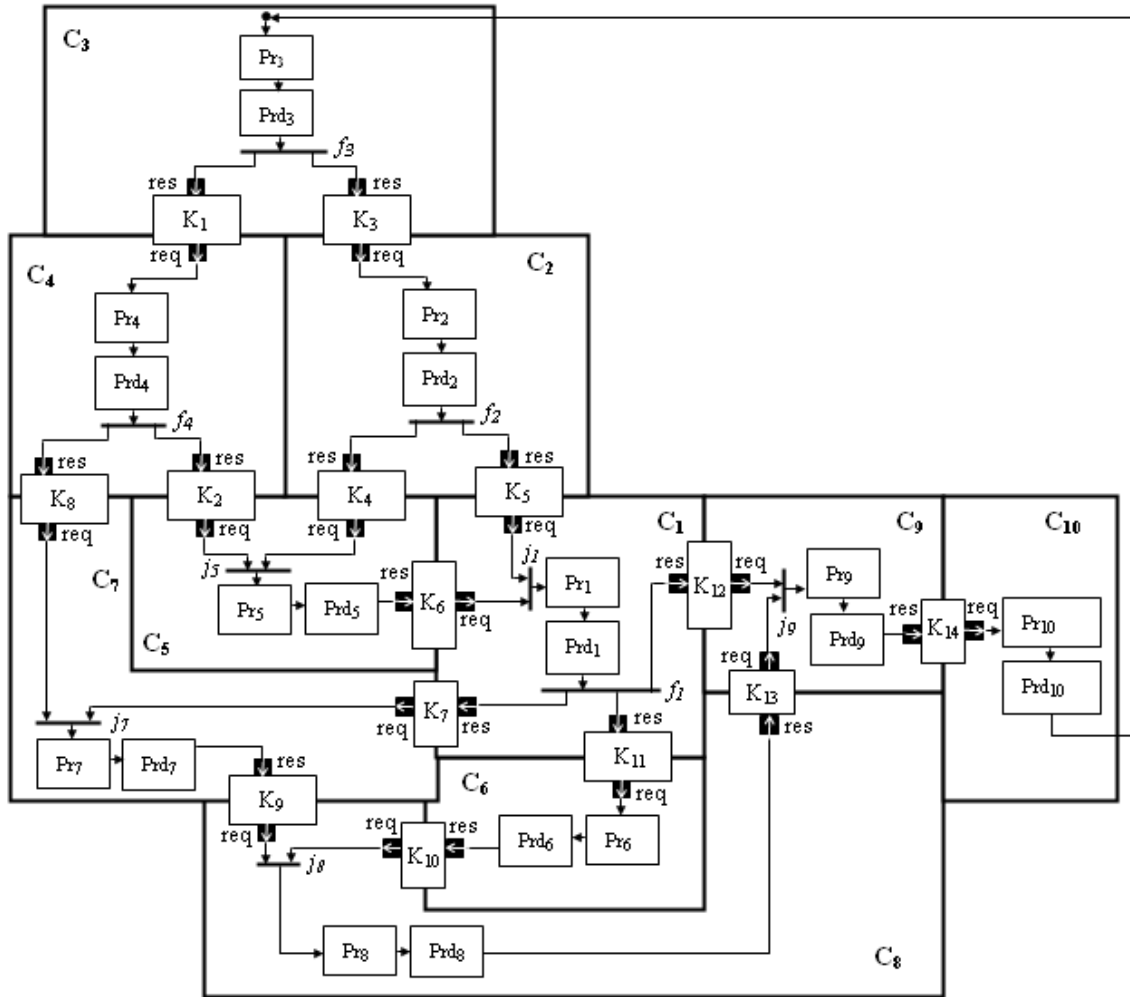 C3
Pr3
Prd3
f3
res res
K1 K3
req req
C4 C2
Pr4 Pr2
Prd4 Prd2
f4 f2
res res res res
K8 K2 K4 K5
req req req req
C1 C9 C10
C7 j5 res j1 res req
Pr5 Prd5 K6 Pr1 K12 Pr9
req j9 res req
C5 Prd1 Prd9 K14 Pr10
req
K7 f1 K13 Prd10
j7 req res res res
Pr7 Prd7 res K11
C6 req
K9
req req res Prd6 Pr6
j8 K10
Pr8 Prd8 C8